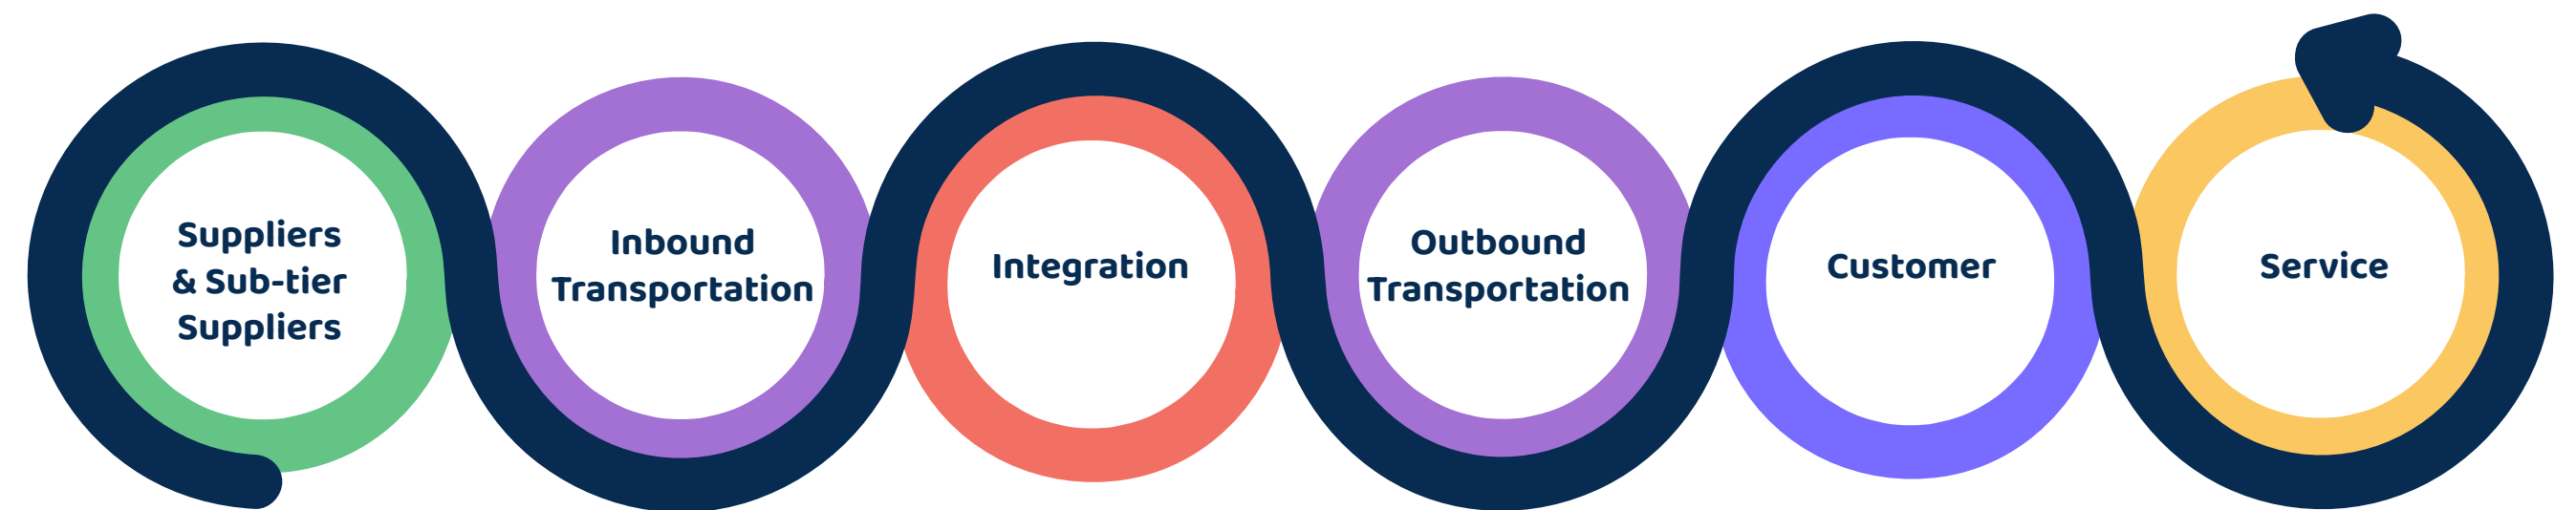 Suppliers
& Sub-tier
Suppliers
Inbound
Transportation
Integration
Outbound
Transportation
Customer
Service